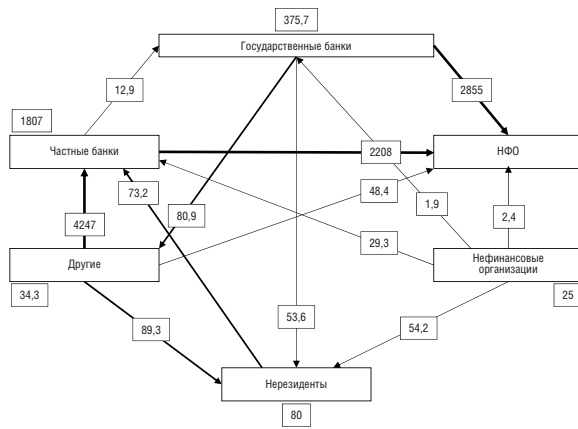 375,7
Государственные банки
12,9
2855
1807
Частные банки
2208
НФО
73,2
48,4
4247
80,9
1,9
2,4
29,3
Другие
Нефинансовые
организации
34,3
25
53,6
89,3
54,2
Нерезиденты
80